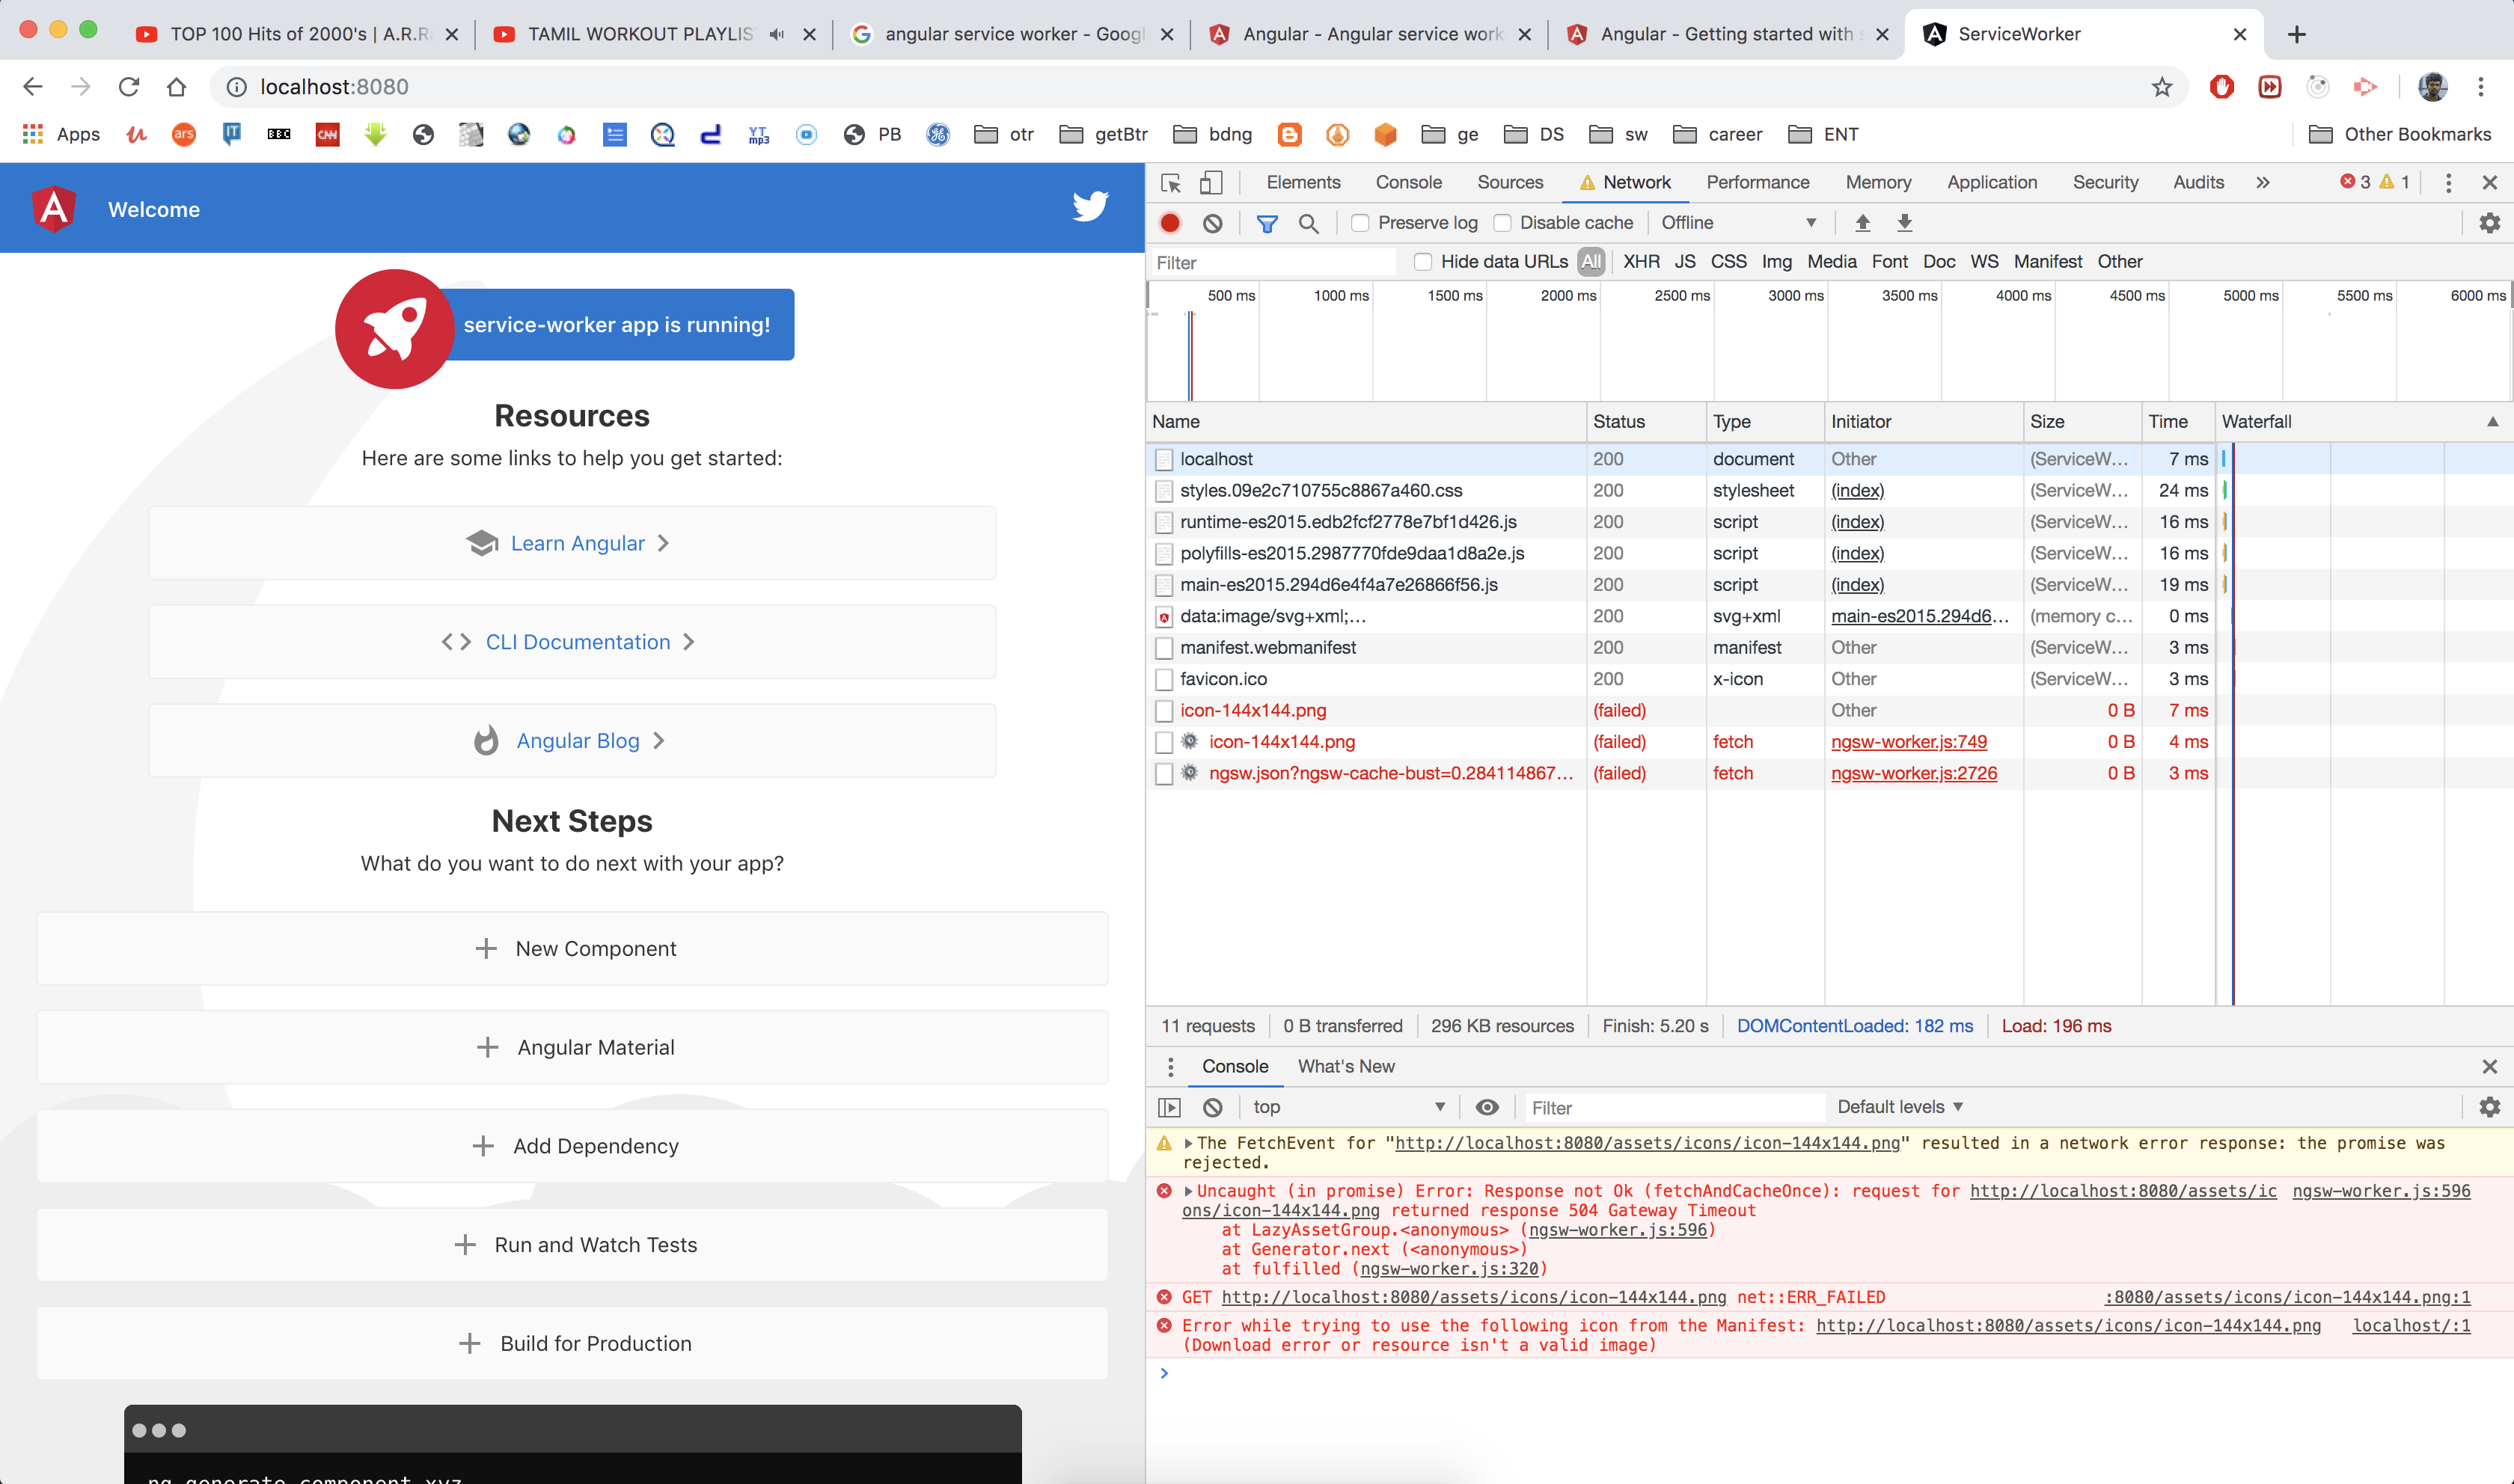 TOP 100 Hits of 2000's | A.R.R
TAMIL WORKOUT PLAYLIS
angular service worker - Googl
Angular - Angular service work
Angular - Getting started with s
ServiceWorker
localhost:8080
Apps
ars
IT
BBC
CNN
YT mp3
PB
otr
getBtr
bdng
ge
DS
sw
career
ENT
Other Bookmarks
Welcome
service-worker app is running!
Resources
Here are some links to help you get started:
Learn Angular
CLI Documentation
Angular Blog
Next Steps
What do you want to do next with your app?
New Component
Angular Material
Add Dependency
Run and Watch Tests
Build for Production
ng generate component xyz
Elements Console Sources Network Performance Memory Application Security Audits » 3 1
Preserve log Disable cache Offline
Filter Hide data URLs All XHR JS CSS Img Media Font Doc WS Manifest Other
500 ms 1000 ms 1500 ms 2000 ms 2500 ms 3000 ms 3500 ms 4000 ms 4500 ms 5000 ms 5500 ms 6000 ms
Name Status Type Initiator Size Time Waterfall
localhost 200 document Other (ServiceW... 7 ms
styles.09e2c710755c8867a460.css 200 stylesheet (index) (ServiceW... 24 ms
runtime-es2015.edb2fcf2778e7bf1d426.js 200 script (index) (ServiceW... 16 ms
polyfills-es2015.2987770fde9daa1d8a2e.js 200 script (index) (ServiceW... 16 ms
main-es2015.294d6e4f4a7e26866f56.js 200 script (index) (ServiceW... 19 ms
data:image/svg+xml;... 200 svg+xml main-es2015.294d6... (memory c... 0 ms
manifest.webmanifest 200 manifest Other (ServiceW... 3 ms
favicon.ico 200 x-icon Other (ServiceW... 3 ms
icon-144x144.png (failed) Other 0 B 7 ms
icon-144x144.png (failed) fetch ngsw-worker.js:749 0 B 4 ms
ngsw.json?ngsw-cache-bust=0.284114867... (failed) fetch ngsw-worker.js:2726 0 B 3 ms
11 requests 0 B transferred 296 KB resources Finish: 5.20 s DOMContentLoaded: 182 ms Load: 196 ms
Console What's New
top Filter Default levels
The FetchEvent for "http://localhost:8080/assets/icons/icon-144x144.png" resulted in a network error response: the promise was
rejected.
Uncaught (in promise) Error: Response not Ok (fetchAndCacheOnce): request for http://localhost:8080/assets/ic ngsw-worker.js:596
ons/icon-144x144.png returned response 504 Gateway Timeout
at LazyAssetGroup.<anonymous> (ngsw-worker.js:596)
at Generator.next (<anonymous>)
at fulfilled (ngsw-worker.js:320)
GET http://localhost:8080/assets/icons/icon-144x144.png net::ERR_FAILED :8080/assets/icons/icon-144x144.png:1
Error while trying to use the following icon from the Manifest: http://localhost:8080/assets/icons/icon-144x144.png localhost/:1
(Download error or resource isn't a valid image)